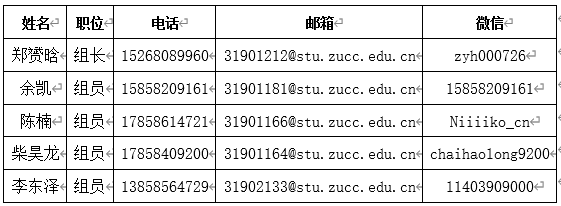 姓名 职位 电话 邮箱 微信
郑赟晗 组长 15268089960 31901212@stu.zucc.edu.cn zyh000726
余凯 组员 15858209161 31901181@stu.zucc.edu.cn 15858209161
陈楠 组员 17858614721 31901166@stu.zucc.edu.cn Niiiiko_cn
柴昊龙 组员 17858409200 31901164@stu.zucc.edu.cn chaihaolong9200
李东泽 组员 13858564729 31902133@stu.zucc.edu.cn 11403909000